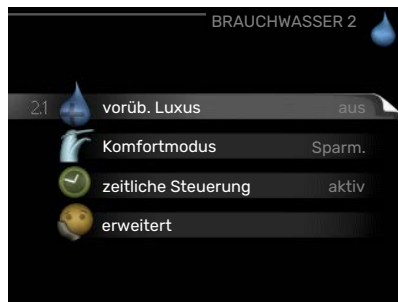 BRAUCHWASSER 2
2.1 vorüb. Luxus aus
Komfortmodus Sparm.
zeitliche Steuerung aktiv
erweitert